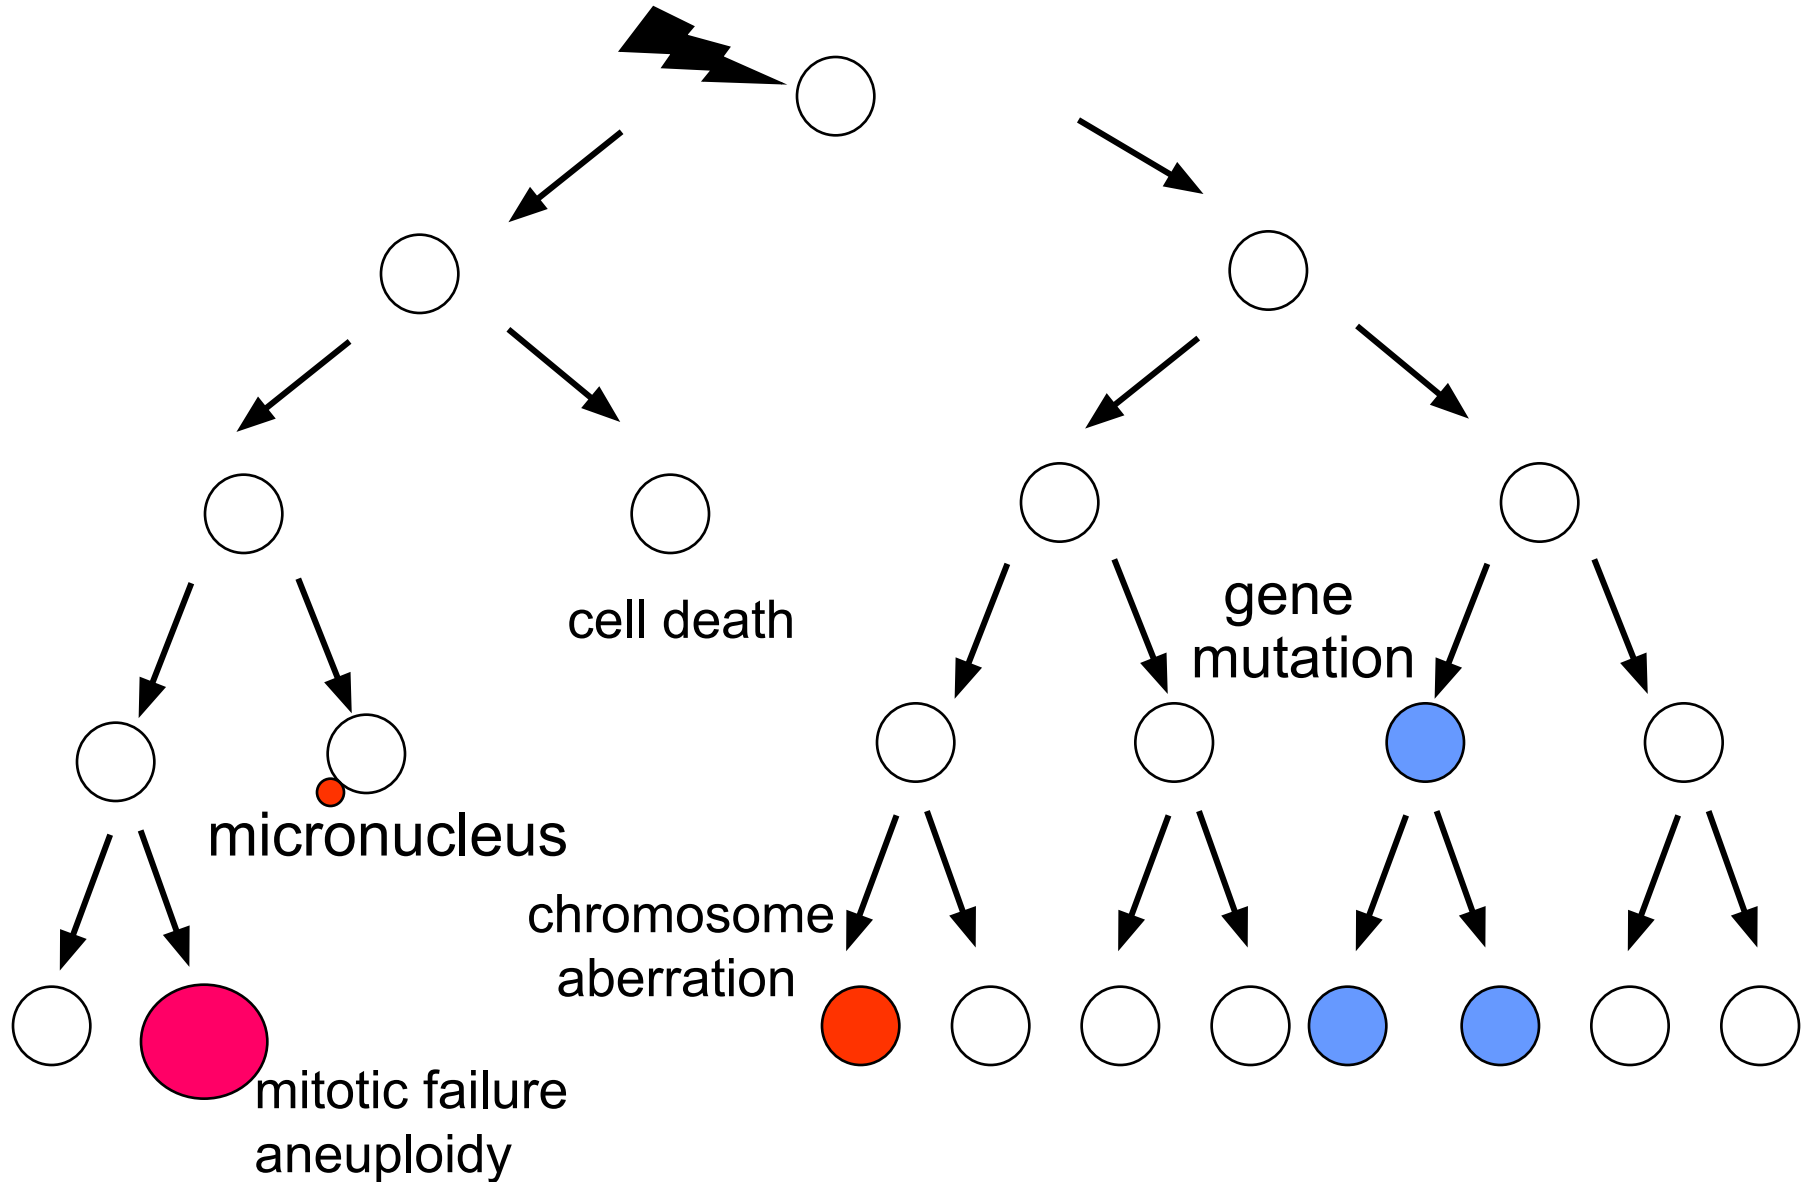 gene
mutation
cell death
micronucleus
chromosome
aberration
mitotic failure
aneuploidy